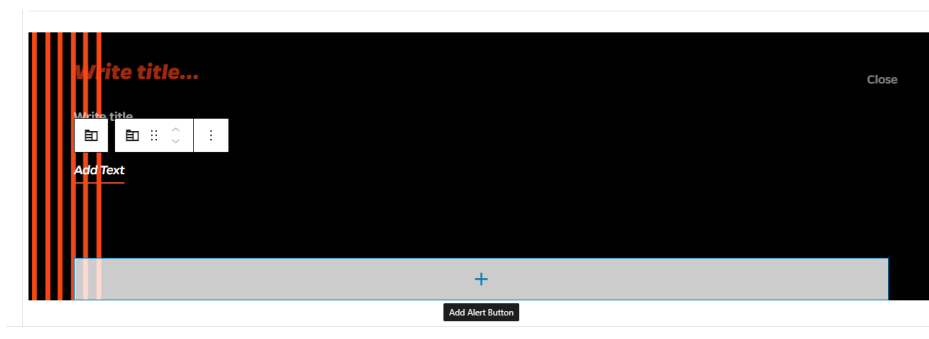 Write title...
Close
Write title
Add Text
Add Alert Button